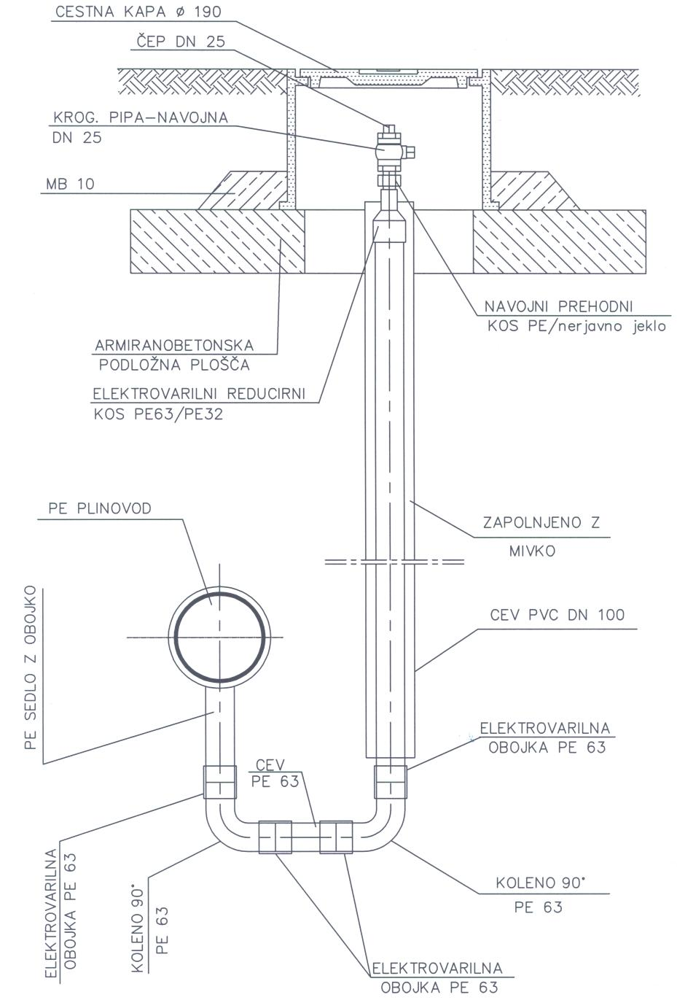 CESTNA KAPA ø 190
ČEP DN 25
KROG. PIPA-NAVOJNA
DN 25
MB 10
NAVOJNI PREHODNI
KOS PE/nerjavno jeklo
ARMIRANOBETONSKA
PODLOŽNA PLOŠČA
ELEKTROVARILNI REDUCIRNI
KOS PE63/PE32
PE PLINOVOD
ZAPOLNJENO Z
MIVKO
PE SEDLO Z OBOJKO
CEV PVC DN 100
ELEKTROVARILNA
OBOJKA PE 63
CEV
PE 63
ELEKTROVARILNA
OBOJKA PE 63
KOLENO 90°
PE 63
KOLENO 90°
PE 63
ELEKTROVARILNA
OBOJKA PE 63